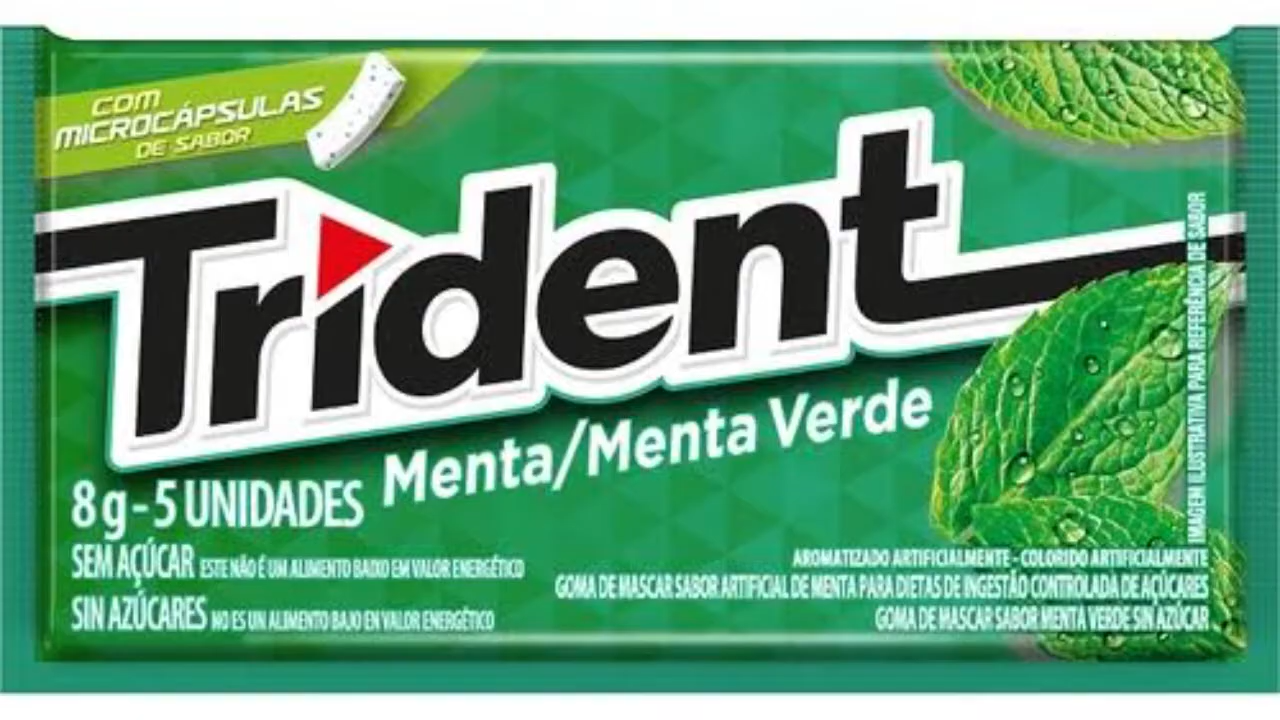 COM
MICROCÁPSULAS
DE SABOR
Trident
Menta/Menta Verde
8g-5 UNIDADES
SEM AÇÚCAR ESTE NÃO É UM ALIMENTO BAIXO EM VALOR ENERGÉTICO
SIN AZÚCARES NO ES UN ALIMENTO BAJO EN VALOR ENERGÉTICO
AROMATIZADO ARTIFICIALMENTE - COLORIDO ARTIFICIALMENTE
GOMA DE MASCAR SABOR ARTIFICIAL DE MENTA PARA DIETAS DE INGESTÃO CONTROLADA DE AÇÚCARES
GOMA DE MASCAR SABOR MENTA VERDE SIN AZÚCAR
IMAGEM ILUSTRATIVA PARA REFERÊNCIA DE SABOR